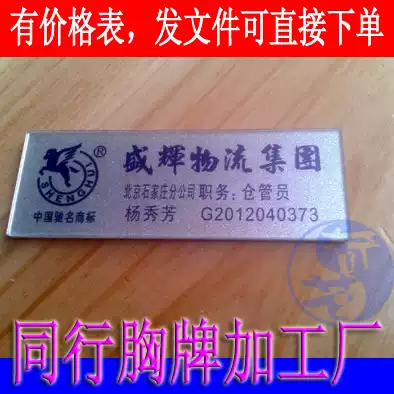 有价格表，发文件可直接下单
盛輝物流集團
®
SHENGHUI
北京石家庄分公司 职务：仓管员
中国驰名商标
杨秀芳 G2012040373
同行胸牌加工厂